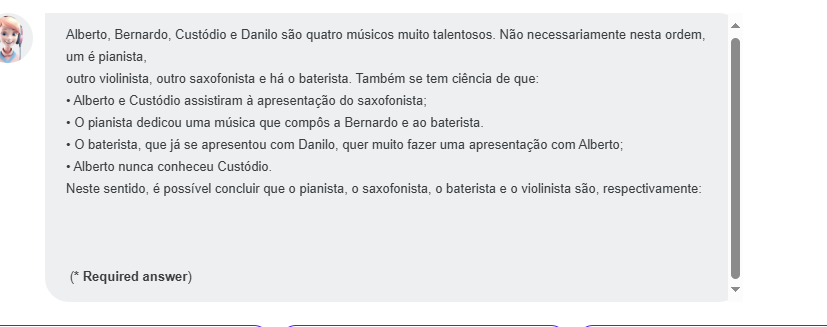 Alberto, Bernardo, Custódio e Danilo são quatro músicos muito talentosos. Não necessariamente nesta ordem,
um é pianista,
outro violinista, outro saxofonista e há o baterista. Também se tem ciência de que:
• Alberto e Custódio assistiram à apresentação do saxofonista;
• O pianista dedicou uma música que compôs a Bernardo e ao baterista.
• O baterista, que já se apresentou com Danilo, quer muito fazer uma apresentação com Alberto;
• Alberto nunca conheceu Custódio.
Neste sentido, é possível concluir que o pianista, o saxofonista, o baterista e o violinista são, respectivamente:
(* Required answer)